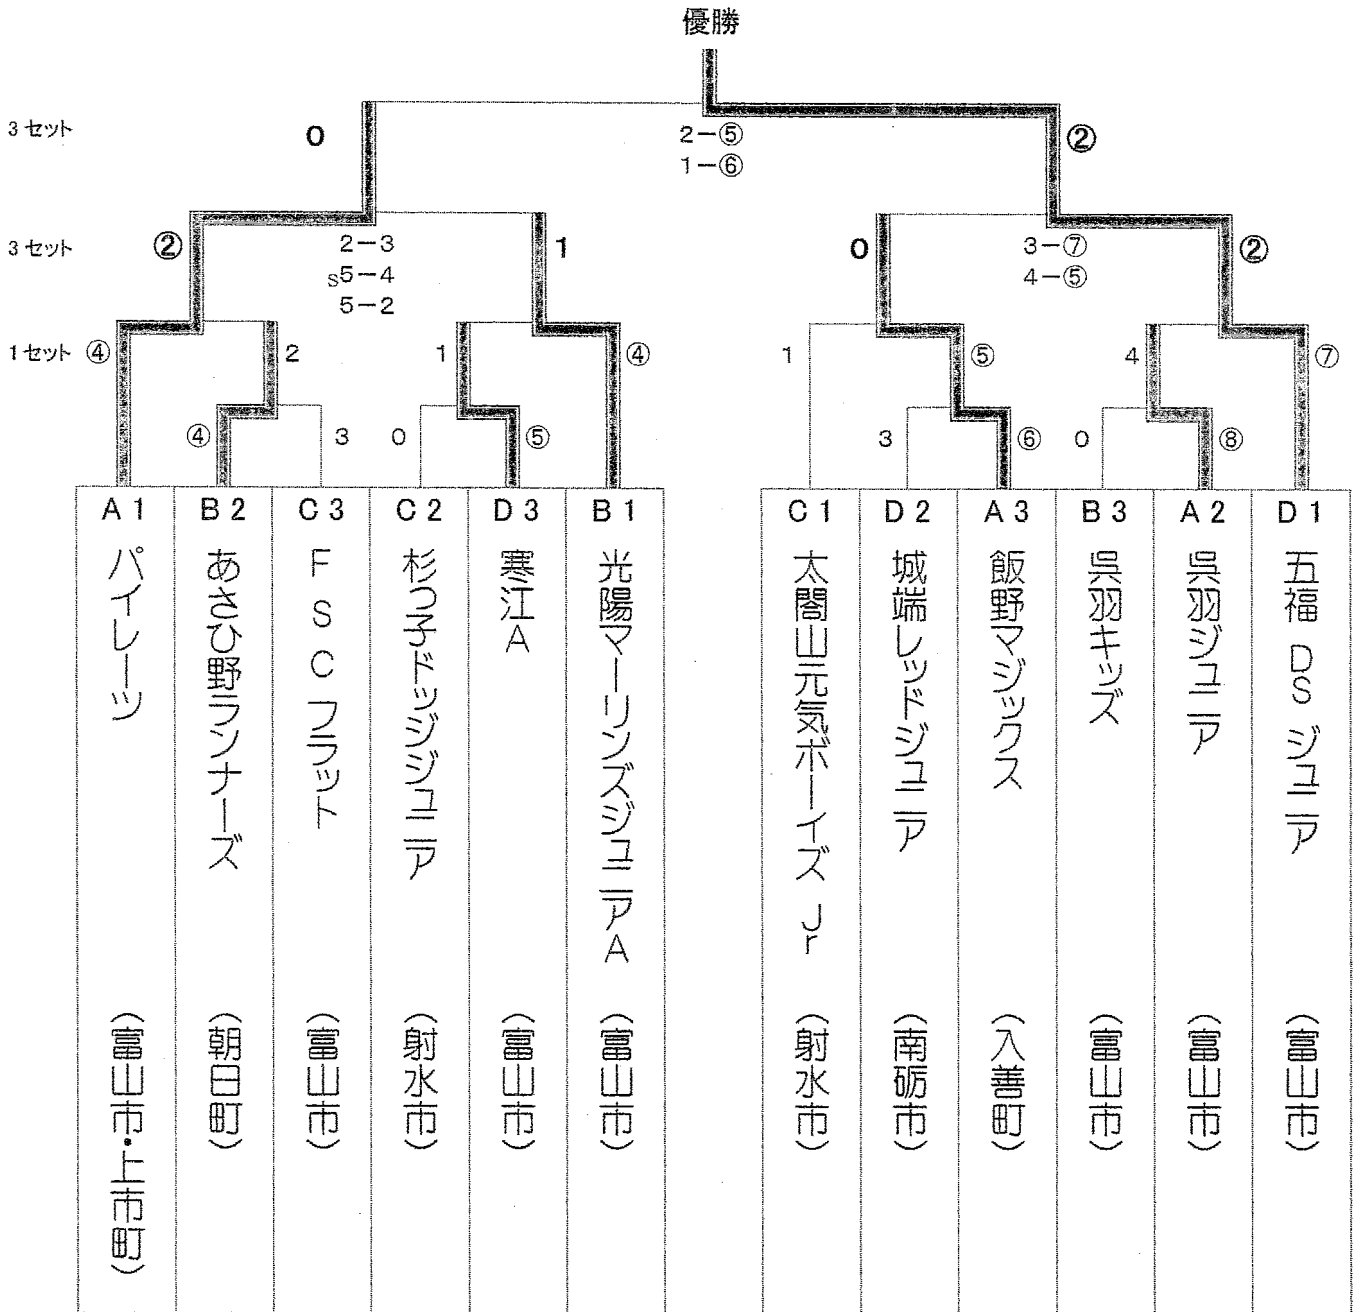 優勝
3セット
0
2-⑤
1-⑥
②
3セット
②
2-3
s5-4
5-2
1
0
3-⑦
4-⑤
②
1セット
④
2
1
④
1
⑤
4
⑦
④
3
0
⑤
3
⑥
0
⑧
A1
B2
C3
C2
D3
B1
C1
D2
A3
B3
A2
D1
パイレーツ
(富山市・上市町)
あさひ野ランナーズ
(朝日町)
FSCフラット
(富山市)
杉っ子ドッジジュニア
(射水市)
寒江A
(富山市)
光陽マーリンズジュニアA
(富山市)
太閤山元気ボーイズ Jr
(射水市)
城端レッドジュニア
(南砺市)
飯野マジックス
(入善町)
呉羽キッズ
(富山市)
呉羽ジュニア
(富山市)
五福 DS ジュニア
(富山市)